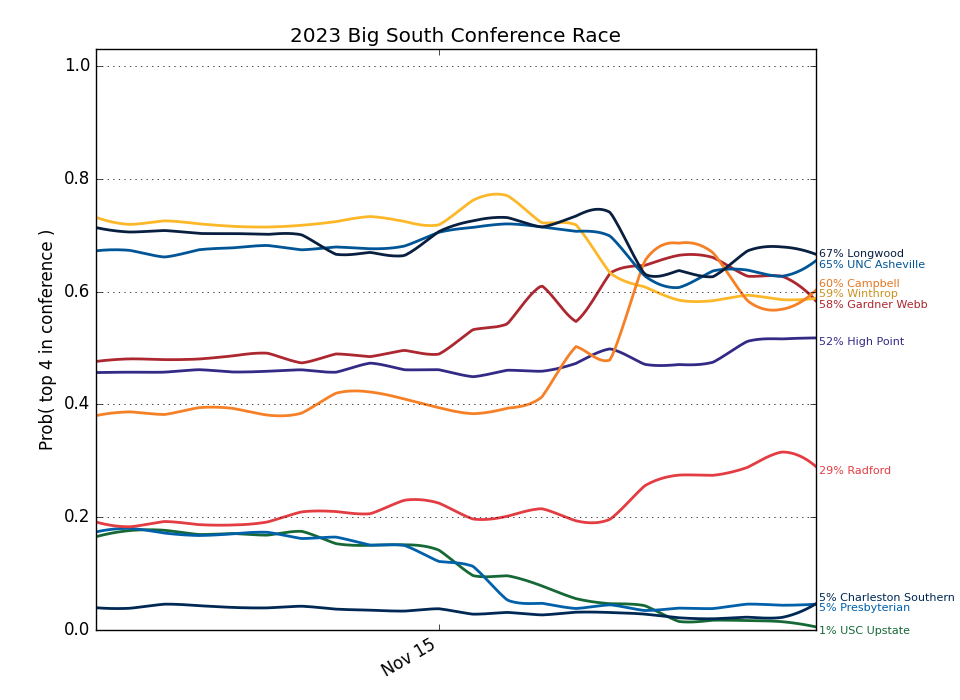 2023 Big South Conference Race
Prob( top 4 in conference )
1.0
0.8
0.6
0.4
0.2
0.0
Nov 15
67% Longwood
65% UNC Asheville
60% Campbell
59% Winthrop
58% Gardner Webb
52% High Point
29% Radford
5% Charleston Southern
5% Presbyterian
1% USC Upstate